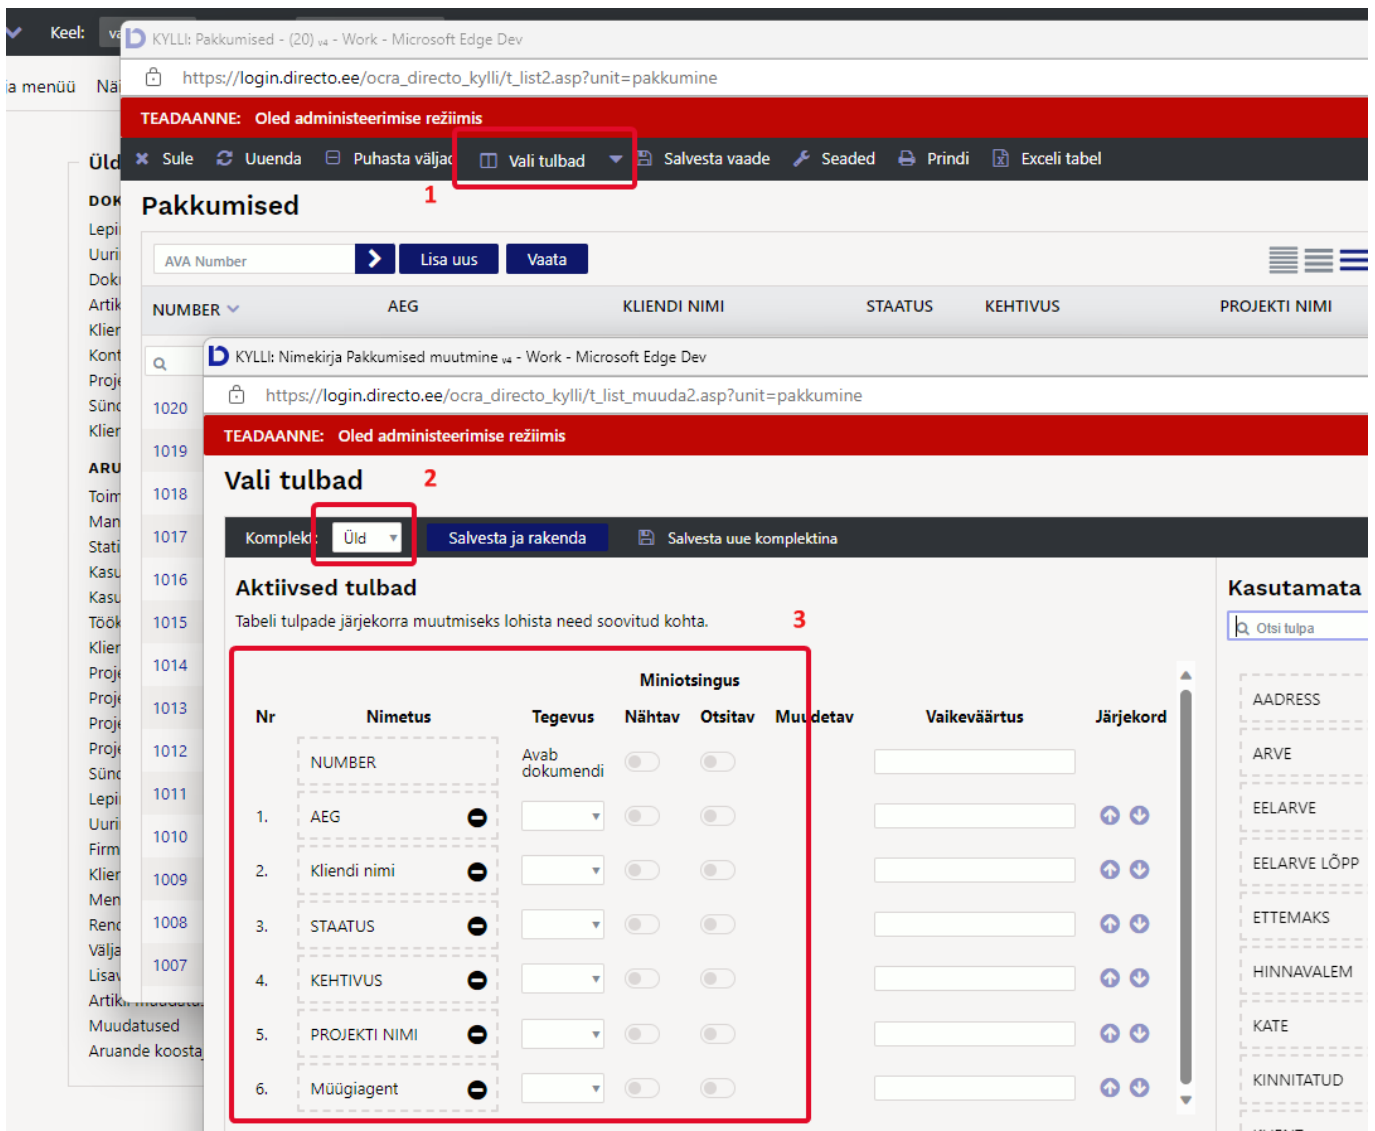 Keel:
KYLLI: Pakkumised - (20) v4 - Work - Microsoft Edge Dev
https://login.directo.ee/ocra_directo_kylli/t_list2.asp?unit=pakkumine
ja menüü
TEADAANNE: Oled administeerimise režiimis
Sule Uuenda Puhasta väljad Vali tulbad Salvesta vaade Seaded Prindi Exceli tabel
1
Pakkumised
AVA Number
Lisa uus
Vaata
NUMBER AEG KLIENDI NIMI STAATUS KEHTIVUS PROJEKTI NIMI
1020
1019
1018
1017
1016
1015
1014
1013
1012
1011
1010
1009
1008
1007
Muudatused
KYLLI: Nimekirja Pakkumised muutmine v4 - Work - Microsoft Edge Dev
https://login.directo.ee/ocra_directo_kylli/t_list_muuda2.asp?unit=pakkumine
TEADAANNE: Oled administeerimise režiimis
Vali tulbad
2
Komplekt: Üld Salvesta ja rakenda Salvesta uue komplektina
Aktiivsed tulbad
Tabeli tulpade järjekorra muutmiseks lohista need soovitud kohta.
3
Miniotsingus
Nr Nimetus Tegevus Nähtav Otsitav Muudetav Vaikeväärtus Järjekord
NUMBER Avab dokumendi
1. AEG
2. Kliendi nimi
3. STAATUS
4. KEHTIVUS
5. PROJEKTI NIMI
6. Müügiagent
Kasutamata
Otsi tulpa
AADRESS
ARVE
EELARVE
EELARVE LÕPP
ETTEMAKS
HINNAVALEM
KATE
KINNITATUD